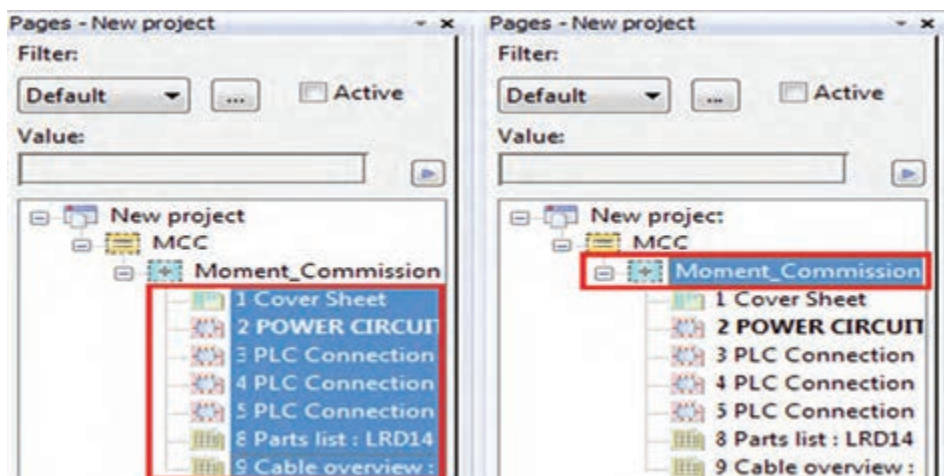 Pages - New project
Filter:
Default
...
Active
Value:
New project
MCC
Moment_Commission
1 Cover Sheet
2 POWER CIRCUIT
3 PLC Connection
4 PLC Connection
5 PLC Connection
8 Parts list : LRD14
9 Cable overview :
Pages - New project
Filter:
Default
...
Active
Value:
New project
MCC
Moment_Commission
1 Cover Sheet
2 POWER CIRCUIT
3 PLC Connection
4 PLC Connection
5 PLC Connection
8 Parts list : LRD14
9 Cable overview :